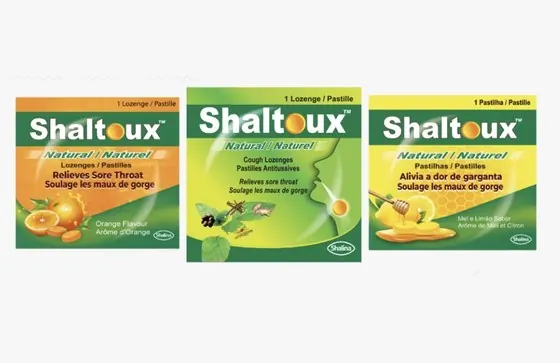 1 Lozenge / Pastille
Shaltoux™
Natural / Naturel
Lozenges / Pastilles
Relieves Sore Throat
Soulage les maux de gorge
Orange Flavour
Arôme d'Orange
Shalina
1 Lozenge / Pastille
Shaltoux™
Natural / Naturel
Cough Lozenges
Pastilles Antitussives
Relieves sore throat
Soulage les maux de gorge
Shalina
1 Pastilha / Pastille
Shaltoux™
Natural / Naturel
Pastilhas / Pastilles
Alivia a dor de garganta
Soulage les maux de gorge
Mel e Limão Sabor
Arôme de Miel et Citron
Shalina